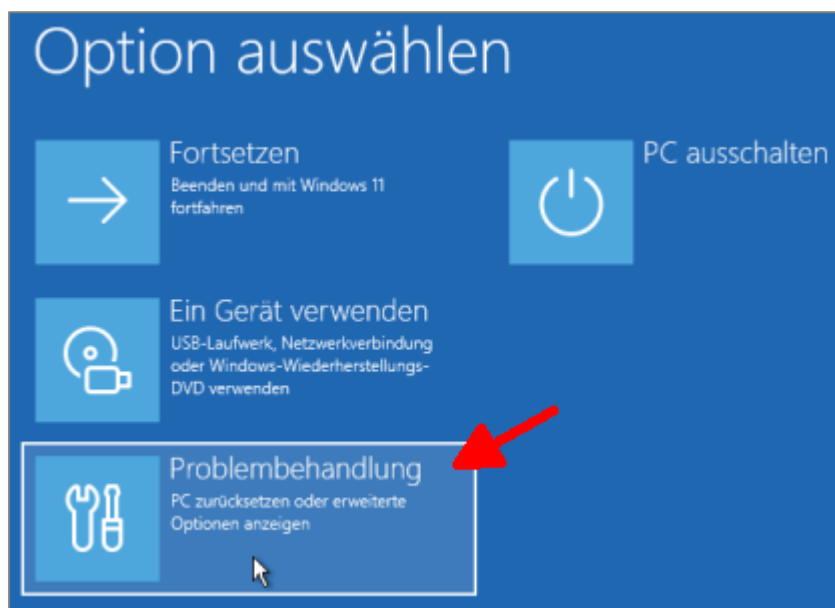 Option auswählen
Fortsetzen
Beenden und mit Windows 11
fortfahren
PC ausschalten
Ein Gerät verwenden
USB-Laufwerk, Netzwerkverbindung
oder Windows-Wiederherstellungs-
DVD verwenden
Problembehandlung
PC zurücksetzen oder erweiterte
Optionen anzeigen